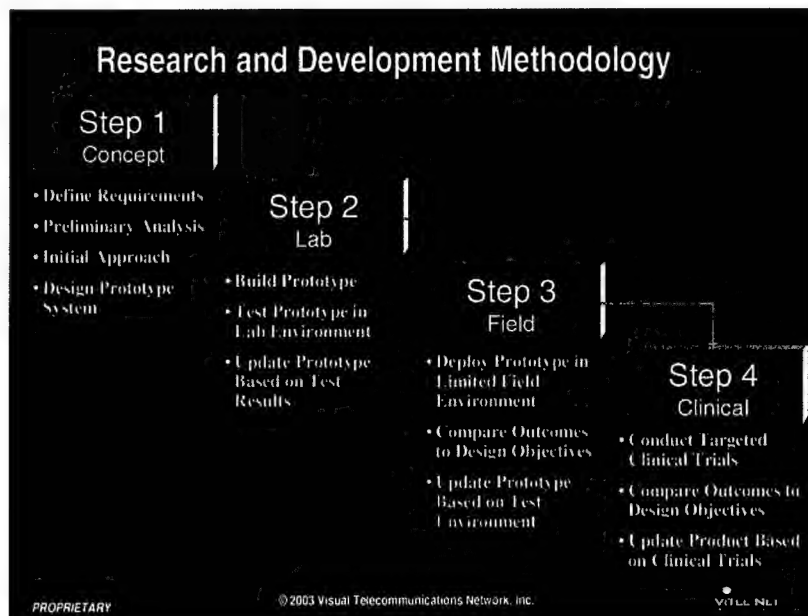 Research and Development Methodology
Step 1
Concept
• Define Requirements
• Preliminary Analysis
• Initial Approach
• Design Prototype
System
Step 2
Lab
• Build Prototype
• Test Prototype in
Lab Environment
• Update Prototype
Based on Test
Results
Step 3
Field
• Deploy Prototype in
Limited Field
Environment
• Compare Outcomes
to Design Objectives
• Update Prototype
Based on Test
Environment
Step 4
Clinical
• Conduct Targeted
Clinical Trials
• Compare Outcomes to
Design Objectives
• Update Product Based
on Clinical Trials
PROPRIETARY
© 2003 Visual Telecommunications Network, Inc.